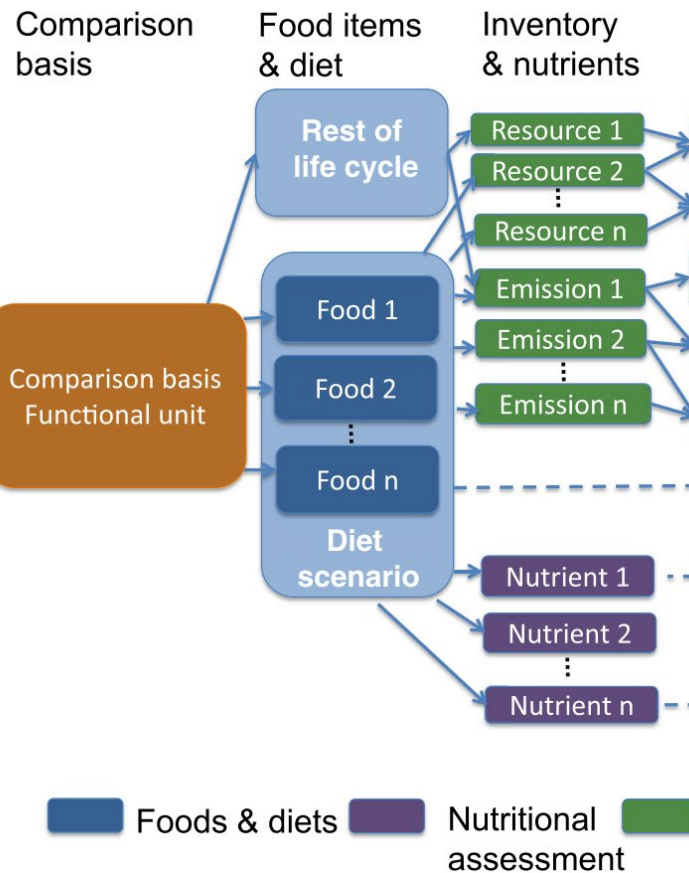 Comparison
basis
Food items
& diet
Inventory
& nutrients
Rest of
life cycle
Resource 1
Resource 2
Resource n
Emission 1
Emission 2
Emission n
Food 1
Food 2
Food n
Diet
scenario
Comparison basis
Functional unit
Nutrient 1
Nutrient 2
Nutrient n
Foods & diets
Nutritional
assessment